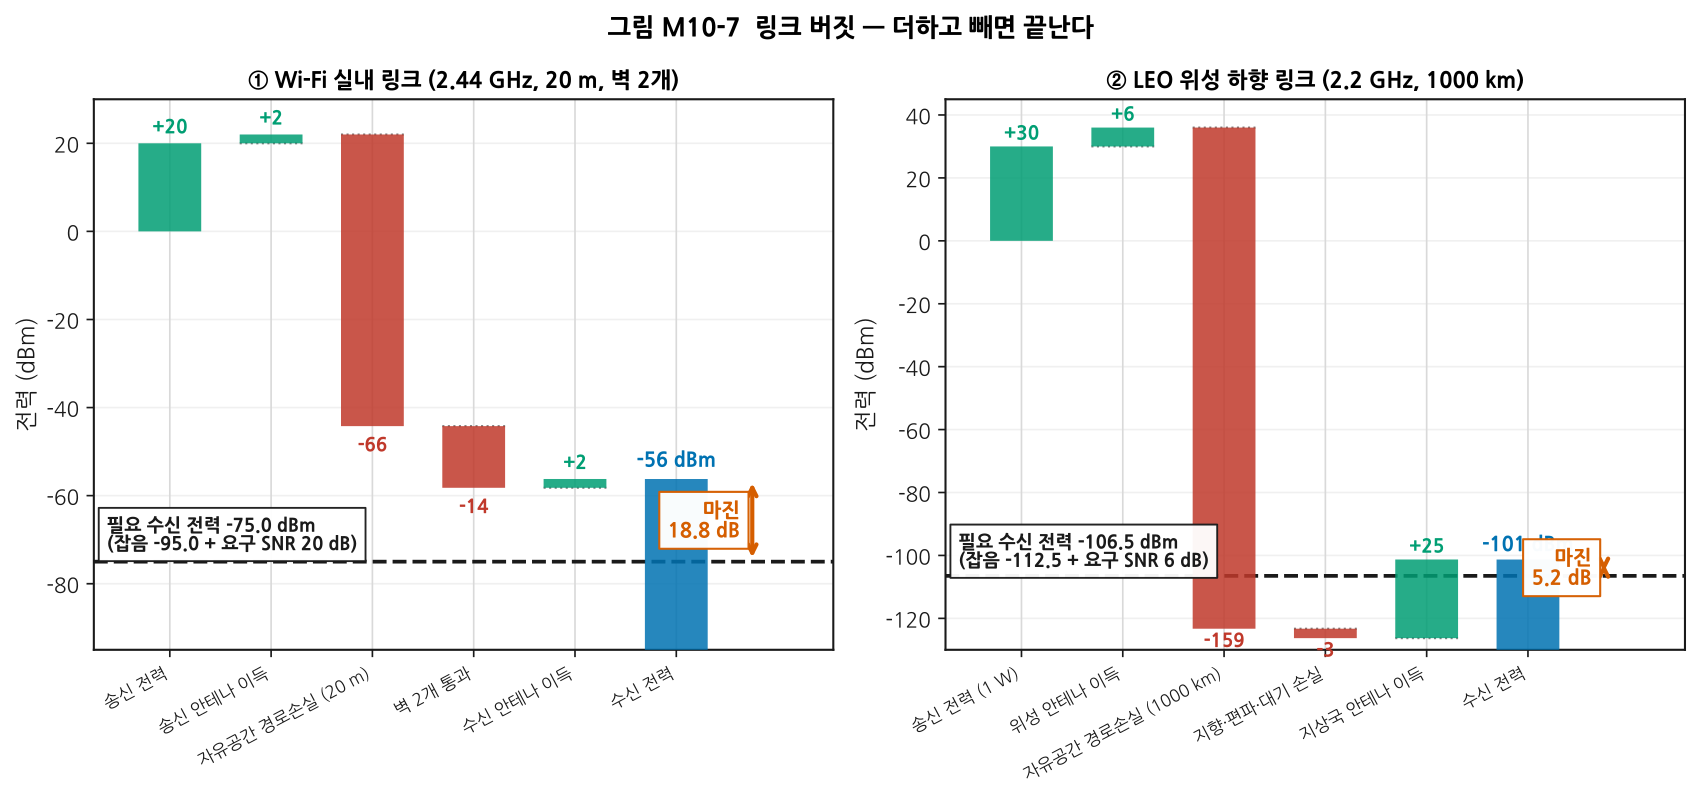 그림 M10-7  링크 버짓 — 더하고 빼면 끝난다
① Wi-Fi 실내 링크 (2.44 GHz, 20 m, 벽 2개)
전력 (dBm)
20
0
-20
-40
-60
-80
+20
+2
-66
-14
+2
-56 dBm
마진
18.8 dB
필요 수신 전력 -75.0 dBm
(잡음 -95.0 + 요구 SNR 20 dB)
송신 전력
송신 안테나 이득
자유공간 경로손실 (20 m)
벽 2개 통과
수신 안테나 이득
수신 전력
② LEO 위성 하향 링크 (2.2 GHz, 1000 km)
전력 (dBm)
40
20
0
-20
-40
-60
-80
-100
-120
+30
+6
-159
-3
+25
-101
마진
5.2 dB
필요 수신 전력 -106.5 dBm
(잡음 -112.5 + 요구 SNR 6 dB)
송신 전력 (1 W)
위성 안테나 이득
자유공간 경로손실 (1000 km)
지향·편파·대기 손실
지상국 안테나 이득
수신 전력